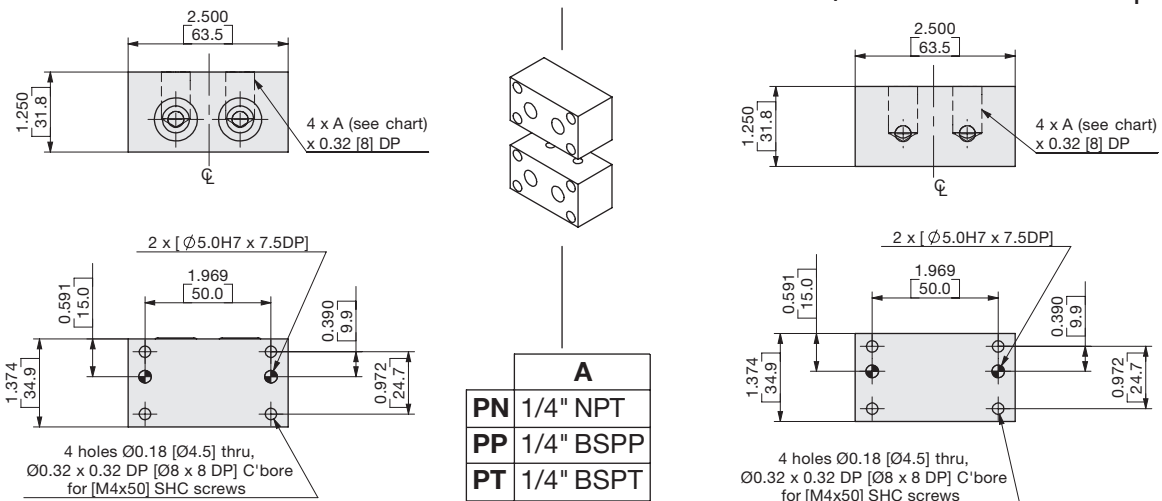 2.500
63.5
1.250
31.8
4 x A (see chart)
x 0.32 [8] DP
℄
2 x [∅5.0H7 x 7.5DP]
1.969
50.0
0.591
15.0
0.390
9.9
1.374
34.9
0.972
24.7
4 holes Ø0.18 [Ø4.5] thru,
Ø0.32 x 0.32 DP [Ø8 x 8 DP] C'bore
for [M4x50] SHC screws
A
PN 1/4" NPT
PP 1/4" BSPP
PT 1/4" BSPT
2.500
63.5
1.250
31.8
4 x A (see chart)
x 0.32 [8] DP
℄
2 x [∅5.0H7 x 7.5DP]
1.969
50.0
0.591
15.0
0.390
9.9
1.374
34.9
0.972
24.7
4 holes Ø0.18 [Ø4.5] thru,
Ø0.32 x 0.32 DP [Ø8 x 8 DP] C'bore
for [M4x50] SHC screws